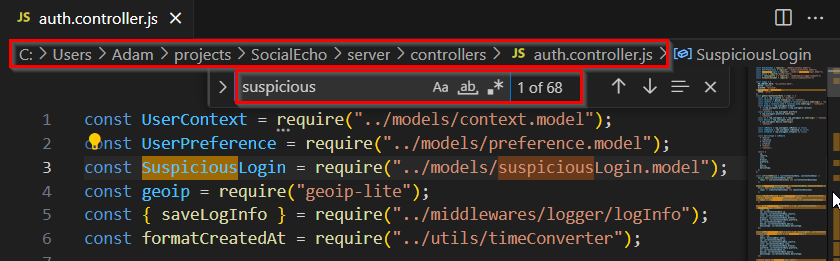 JS auth.controller.js ×
C: > Users > Adam > projects > SocialEcho > server > controllers > JS auth.controller.js > SuspiciousLogin
suspicious Aa ab .* 1 of 68
1 const UserContext = require("../models/context.model");
2 const UserPreference = require("../models/preference.model");
3 const SuspiciousLogin = require("../models/suspiciousLogin.model");
4 const geoip = require("geoip-lite");
5 const { saveLogInfo } = require("../middlewares/logger/logInfo");
6 const formatCreatedAt = require("../utils/timeConverter");
7